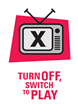 X
TURN OFF,
SWITCH
TO PLAY